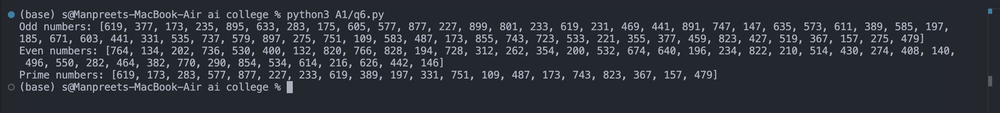 (base) s@Manpreets-MacBook-Air ai college % python3 A1/q6.py
Odd numbers: [619, 377, 173, 235, 895, 633, 283, 175, 605, 577, 877, 227, 899, 801, 233, 619, 231, 469, 441, 891, 747, 147, 635, 573, 611, 389, 585, 197,
185, 671, 603, 441, 331, 535, 737, 579, 897, 275, 751, 109, 583, 487, 173, 855, 743, 723, 533, 221, 355, 377, 459, 823, 427, 519, 367, 157, 275, 479]
Even numbers: [764, 134, 202, 736, 530, 400, 132, 820, 766, 828, 194, 728, 312, 262, 354, 200, 532, 674, 640, 196, 234, 822, 210, 514, 430, 274, 408, 140,
496, 550, 282, 464, 382, 770, 290, 854, 534, 614, 216, 626, 442, 146]
Prime numbers: [619, 173, 283, 577, 877, 227, 233, 619, 389, 197, 331, 751, 109, 487, 173, 743, 823, 367, 157, 479]
(base) s@Manpreets-MacBook-Air ai college %